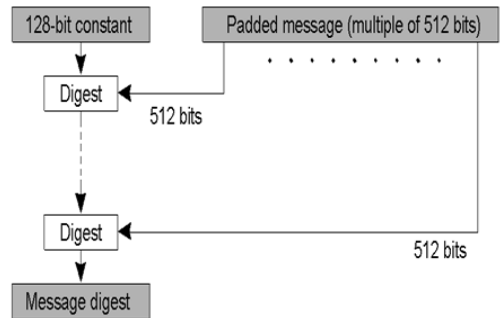 128-bit constant
Padded message (multiple of 512 bits)
Digest
512 bits
Digest
512 bits
Message digest